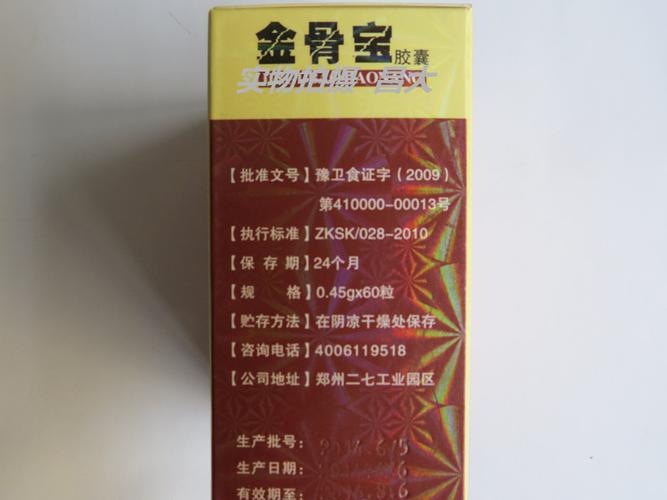 金骨宝
胶囊
实物拍摄 昌大
【批准文号】豫卫食证字(2009)
第410000-00013号
【执行标准】ZKSK/028-2010
【保存期】24个月
【规 格】0.45gx60粒
【贮存方法】在阴凉干燥处保存
【咨询电话】4006119518
【公司地址】郑州二七工业园区
生产批号:
生产日期:
有效期至: